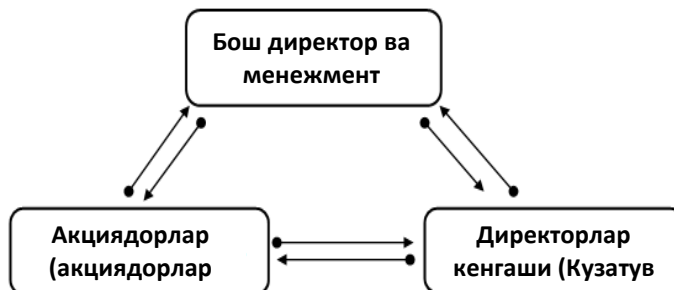 Бош директор ва
менежмент
Акциядорлар
(акциядорлар
Директорлар
кенгаши (Кузатув